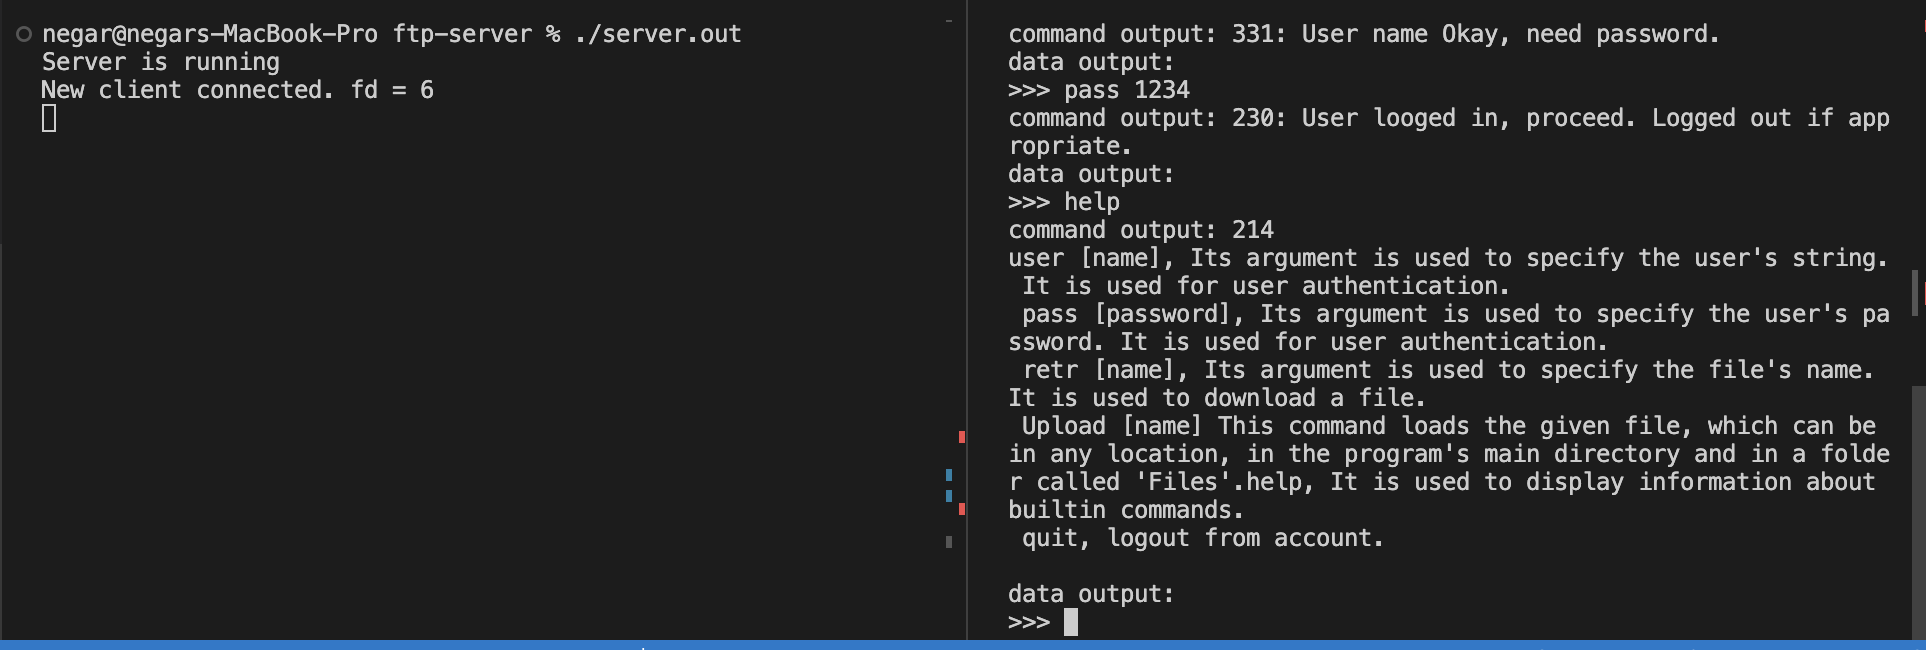 negar@negars-MacBook-Pro ftp-server % ./server.out
Server is running
New client connected. fd = 6
command output: 331: User name Okay, need password.
data output:
>>> pass 1234
command output: 230: User looged in, proceed. Logged out if app
ropriate.
data output:
>>> help
command output: 214
user [name], Its argument is used to specify the user's string.
 It is used for user authentication.
 pass [password], Its argument is used to specify the user's pa
ssword. It is used for user authentication.
 retr [name], Its argument is used to specify the file's name.
It is used to download a file.
 Upload [name] This command loads the given file, which can be
in any location, in the program's main directory and in a folde
r called 'Files'.help, It is used to display information about
builtin commands.
 quit, logout from account.
data output:
>>>